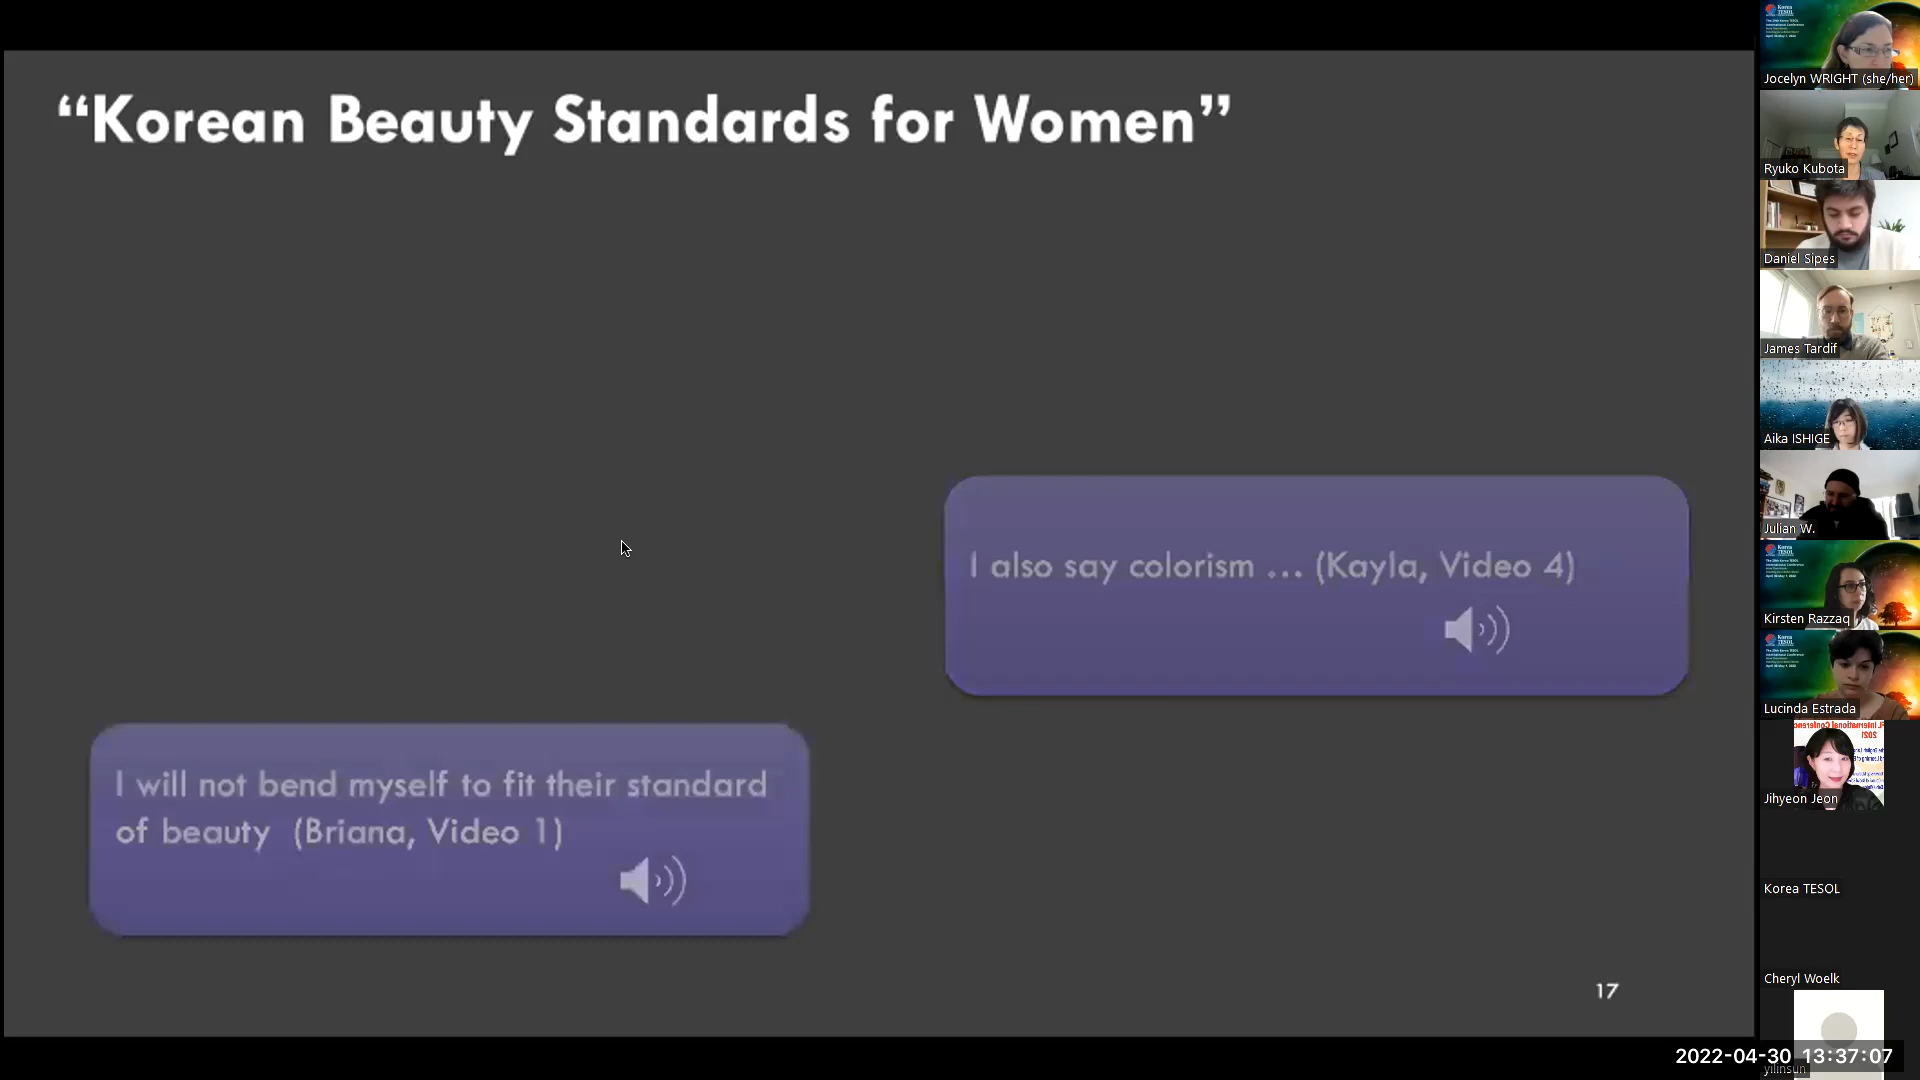 “Korean Beauty Standards for Women”
I also say colorism ... (Kayla, Video 4)
I will not bend myself to fit their standard
of beauty (Briana, Video 1)
17
Jocelyn WRIGHT (she/her)
Ryuko Kubota
Daniel Sipes
James Tardif
Aika ISHIGE
Julian W.
Kirsten Razzaq
Lucinda Estrada
Jihyeon Jeon
Korea TESOL
Cheryl Woelk
2022-04-30 13:37:07
yilinsun